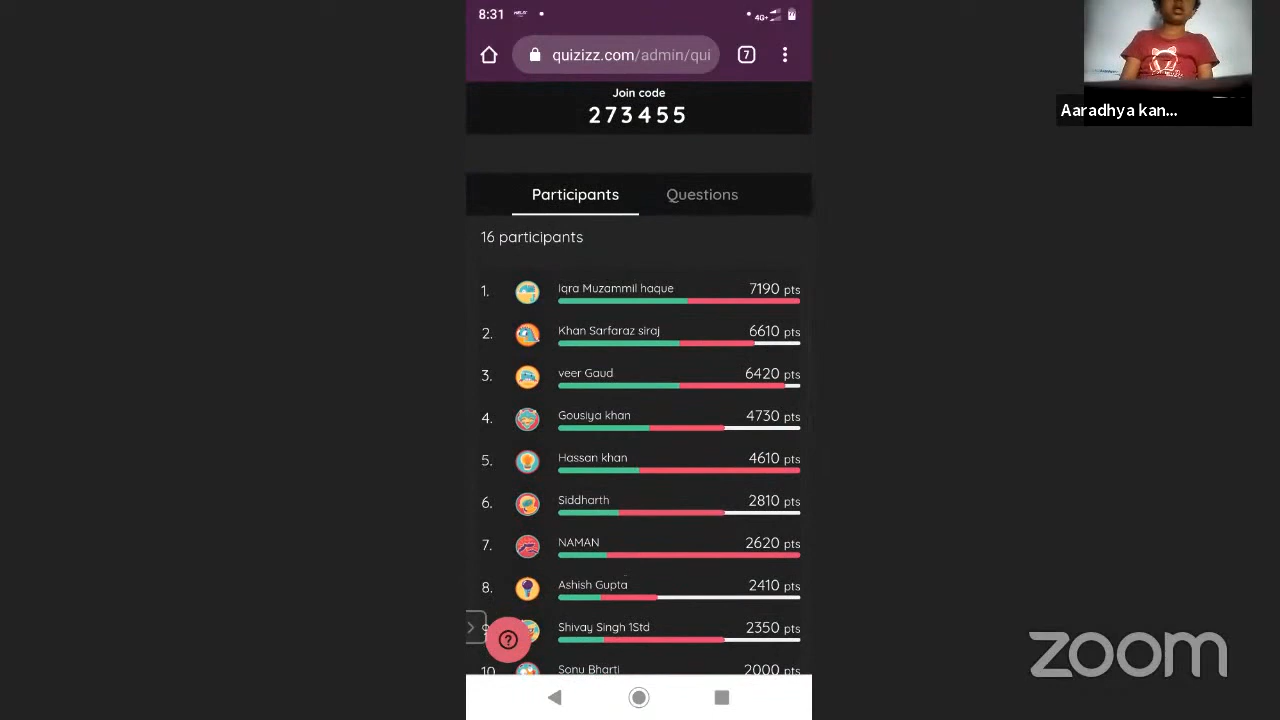 8:31
4G+
77
quizizz.com/admin/qui
7
Join code
273455
Participants
Questions
16 participants
1. Iqra Muzammil haque 7190 pts
2. Khan Sarfaraz siraj 6610 pts
3. veer Gaud 6420 pts
4. Gousiya khan 4730 pts
5. Hassan khan 4610 pts
6. Siddharth 2810 pts
7. NAMAN 2620 pts
8. Ashish Gupta 2410 pts
9. Shivay Singh 1Std 2350 pts
10. Sonu Bharti 2000 pts
Aaradhya kan...
zoom